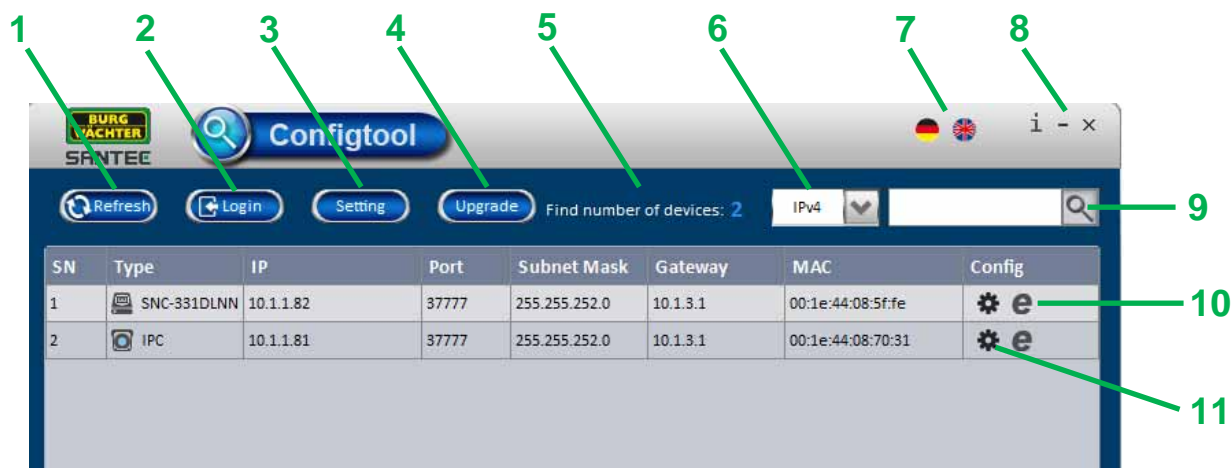 1 2 3 4 5 6 7 8
BURG
WÄCHTER
SANTEC
Configtool
i - ×
Refresh Login Setting Upgrade Find number of devices: 2 IPv4 9
SN Type IP Port Subnet Mask Gateway MAC Config
1 SNC-331DLNN 10.1.1.82 37777 255.255.252.0 10.1.3.1 00:1e:44:08:5f:fe e 10
2 IPC 10.1.1.81 37777 255.255.252.0 10.1.3.1 00:1e:44:08:70:31 e
11